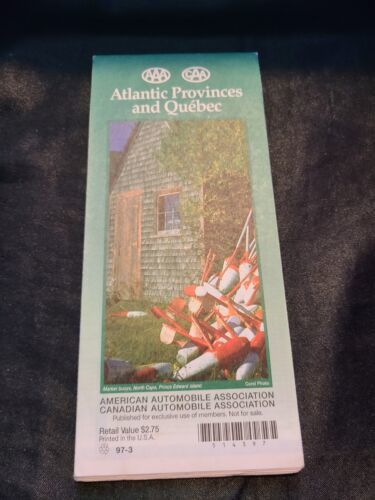 AAA CAA
Atlantic Provinces
and Québec
Marker buoys, North Cape, Prince Edward Island
Comil Photo
AMERICAN AUTOMOBILE ASSOCIATION
CANADIAN AUTOMOBILE ASSOCIATION
Published for exclusive use of members. Not for sale.
Retail Value $2.75
Printed in the U.S.A.
97-3
514397